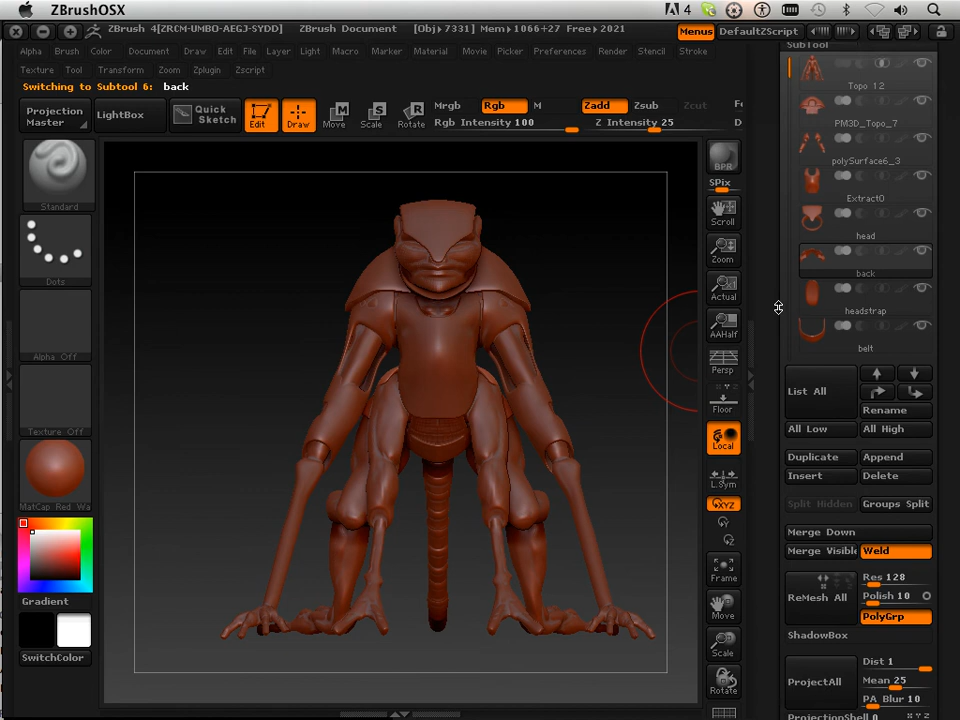 ZBrushOSX
4
ZBrush 4[ZRCM-UMBO-AEGJ-SYDD] ZBrush Document [Obj▸7331] Mem▸1066+27 Free▸2021
Menus DefaultZScript
Alpha Brush Color Document Draw Edit File Layer Light Macro Marker Material Movie Picker Preferences Render Stencil Stroke
Texture Tool Transform Zoom Zplugin Zscript
Switching to Subtool 6: back
Projection Master
LightBox
Quick Sketch
Edit
Draw
Move
Scale
Rotate
Mrgb Rgb M Zadd Zsub Zcut Fo
Rgb Intensity 100 Z Intensity 25 D
Standard
Dots
Alpha Off
Texture Off
MatCap Red Wa
Gradient
SwitchColor
BPR
SPix
Scroll
Zoom
Actual
AAHalf
Persp
Floor
Local
L.Sym
XYZ
Frame
Move
Scale
Rotate
SubTool
Topo 12
PM3D_Topo_7
polySurface6_3
Extract0
head
back
headstrap
belt
List All
Rename
All Low All High
Duplicate Append
Insert Delete
Split Hidden Groups Split
Merge Down
Merge Visible Weld
ReMesh All
Res 128
Polish 10
PolyGrp
ShadowBox
ProjectAll
Dist 1
Mean 25
PA Blur 10
ProjectionShell 0